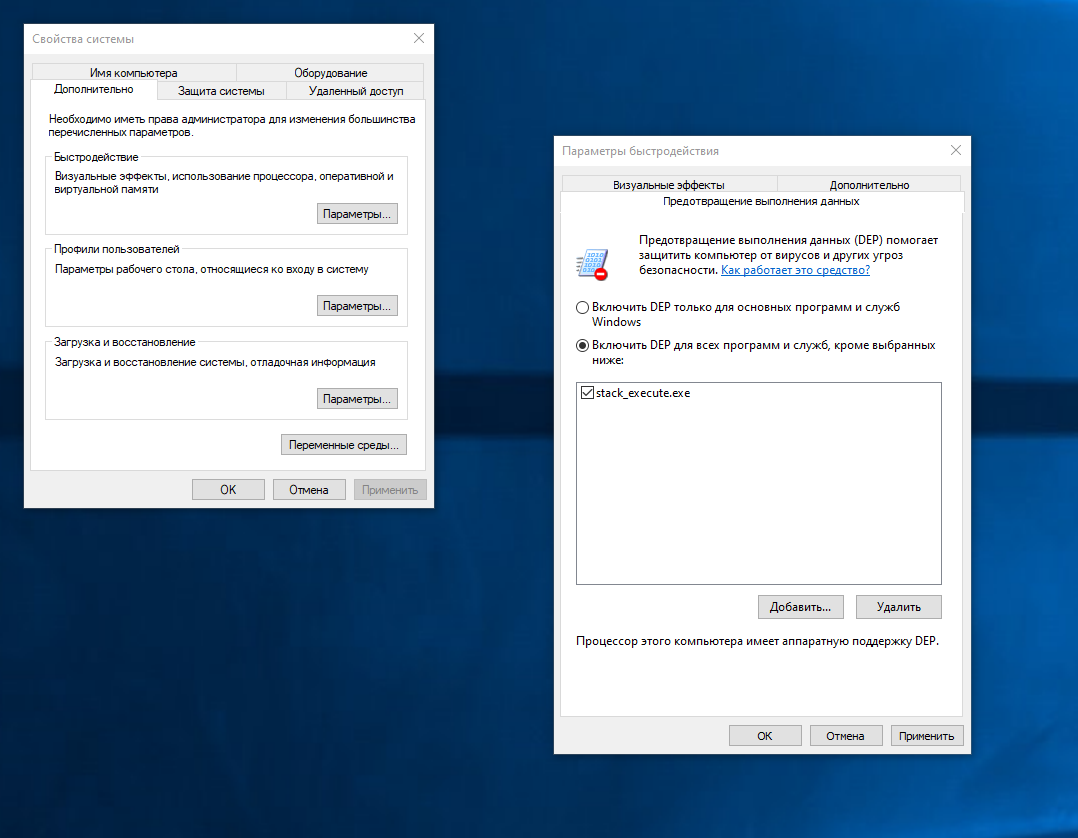 Свойства системы
Имя компьютера
Оборудование
Дополнительно
Защита системы
Удаленный доступ
Необходимо иметь права администратора для изменения большинства
перечисленных параметров.
Быстродействие
Визуальные эффекты, использование процессора, оперативной и
виртуальной памяти
Параметры...
Профили пользователей
Параметры рабочего стола, относящиеся ко входу в систему
Параметры...
Загрузка и восстановление
Загрузка и восстановление системы, отладочная информация
Параметры...
Переменные среды...
ОК
Отмена
Применить
Параметры быстродействия
Визуальные эффекты
Дополнительно
Предотвращение выполнения данных
Предотвращение выполнения данных (DEP) помогает
защитить компьютер от вирусов и других угроз
безопасности. Как работает это средство?
Включить DEP только для основных программ и служб
Windows
Включить DEP для всех программ и служб, кроме выбранных
ниже:
stack_execute.exe
Добавить...
Удалить
Процессор этого компьютера имеет аппаратную поддержку DEP.
ОК
Отмена
Применить